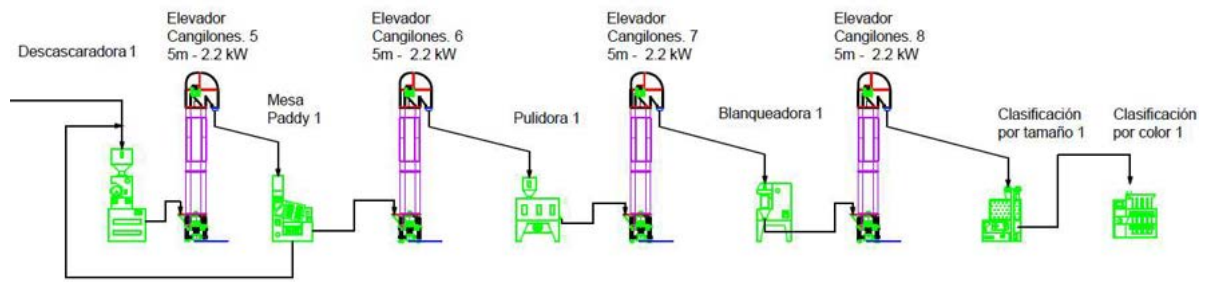 Descascaradora 1
Elevador
Cangilones. 5
5m - 2.2 kW
Mesa
Paddy 1
Elevador
Cangilones. 6
5m - 2.2 kW
Pulidora 1
Elevador
Cangilones. 7
5m - 2.2 kW
Blanqueadora 1
Elevador
Cangilones. 8
5m - 2.2 kW
Clasificación
por tamaño 1
Clasificación
por color 1